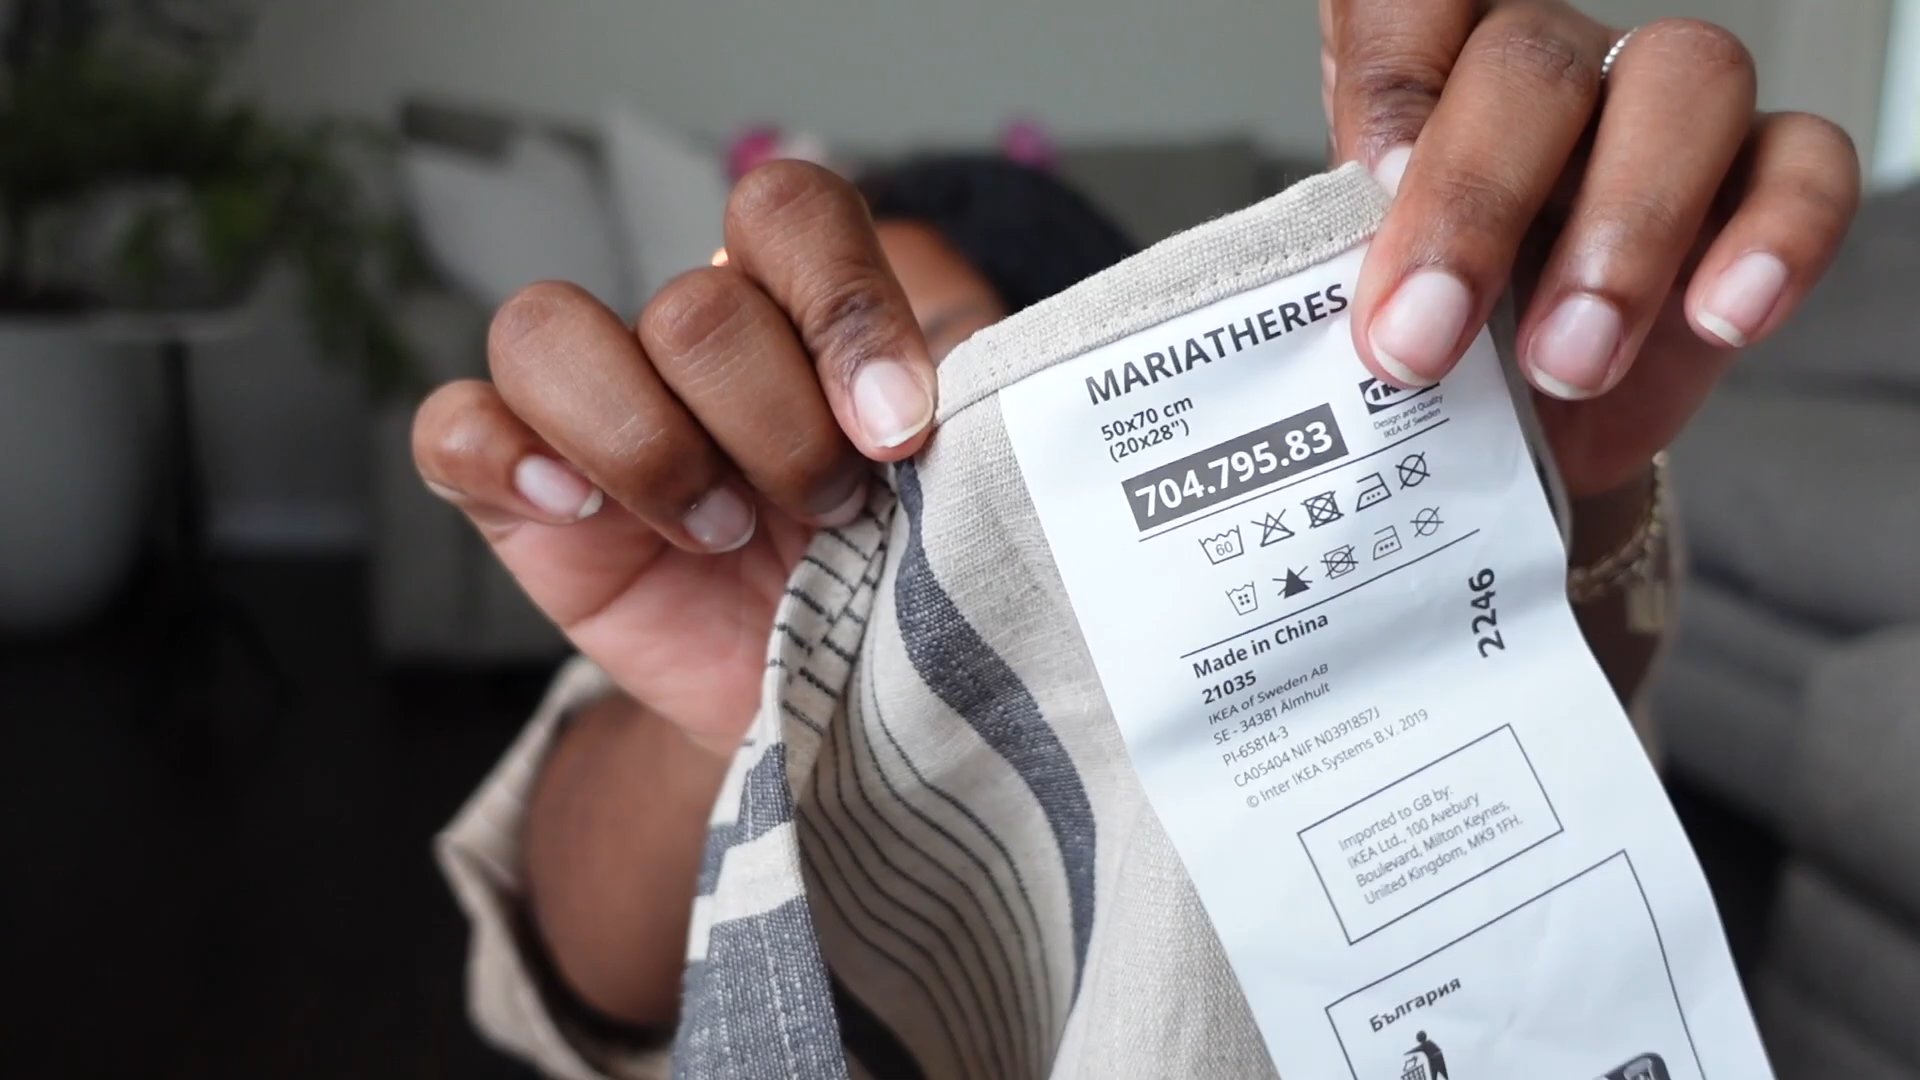 MARIATHERES
50x70 cm
(20x28")
704.795.83
Design and Quality
IKEA of Sweden
60
2246
Made in China
21035
IKEA of Sweden AB
SE - 34381 Älmhult
PI-65814-3
CA05404 NIF N0391857J
© Inter IKEA Systems B.V. 2019
Imported to GB by:
IKEA Ltd., 100 Avebury
Boulevard, Milton Keynes,
United Kingdom, MK9 1FH.
България